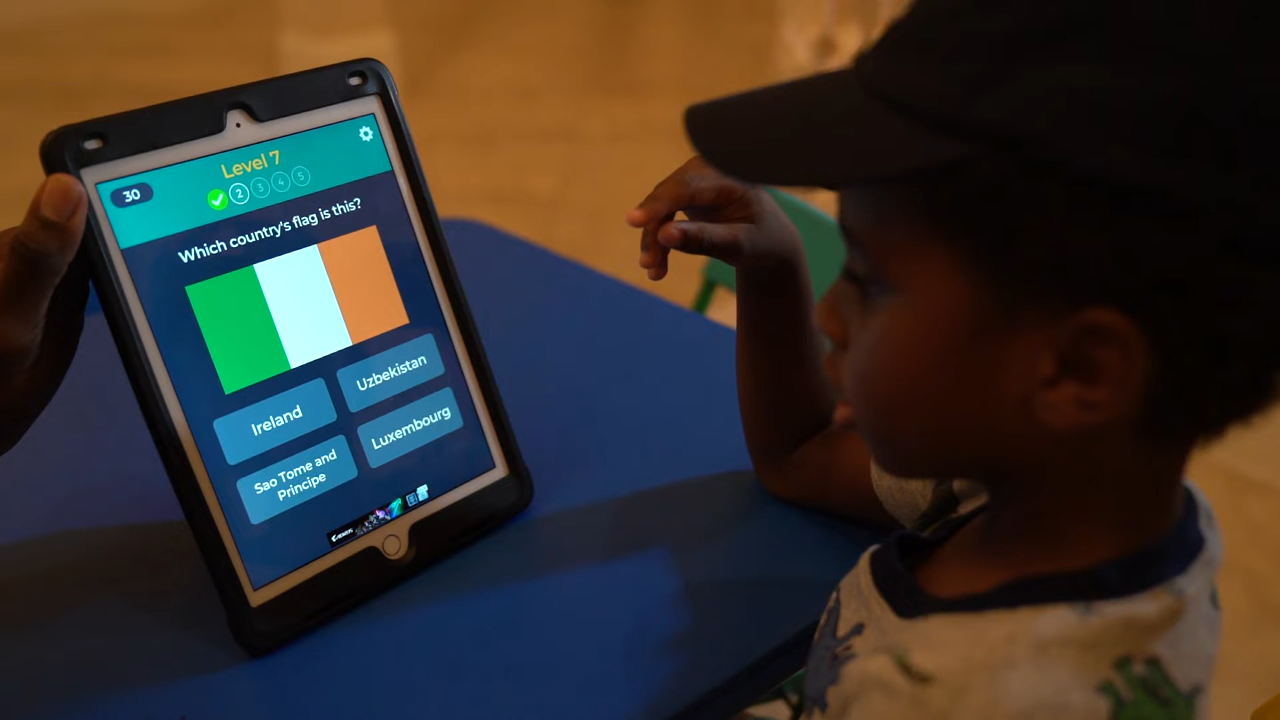 Level 7
30
2 3 4 5
Which country's flag is this?
Ireland
Uzbekistan
Sao Tome and
Principe
Luxembourg